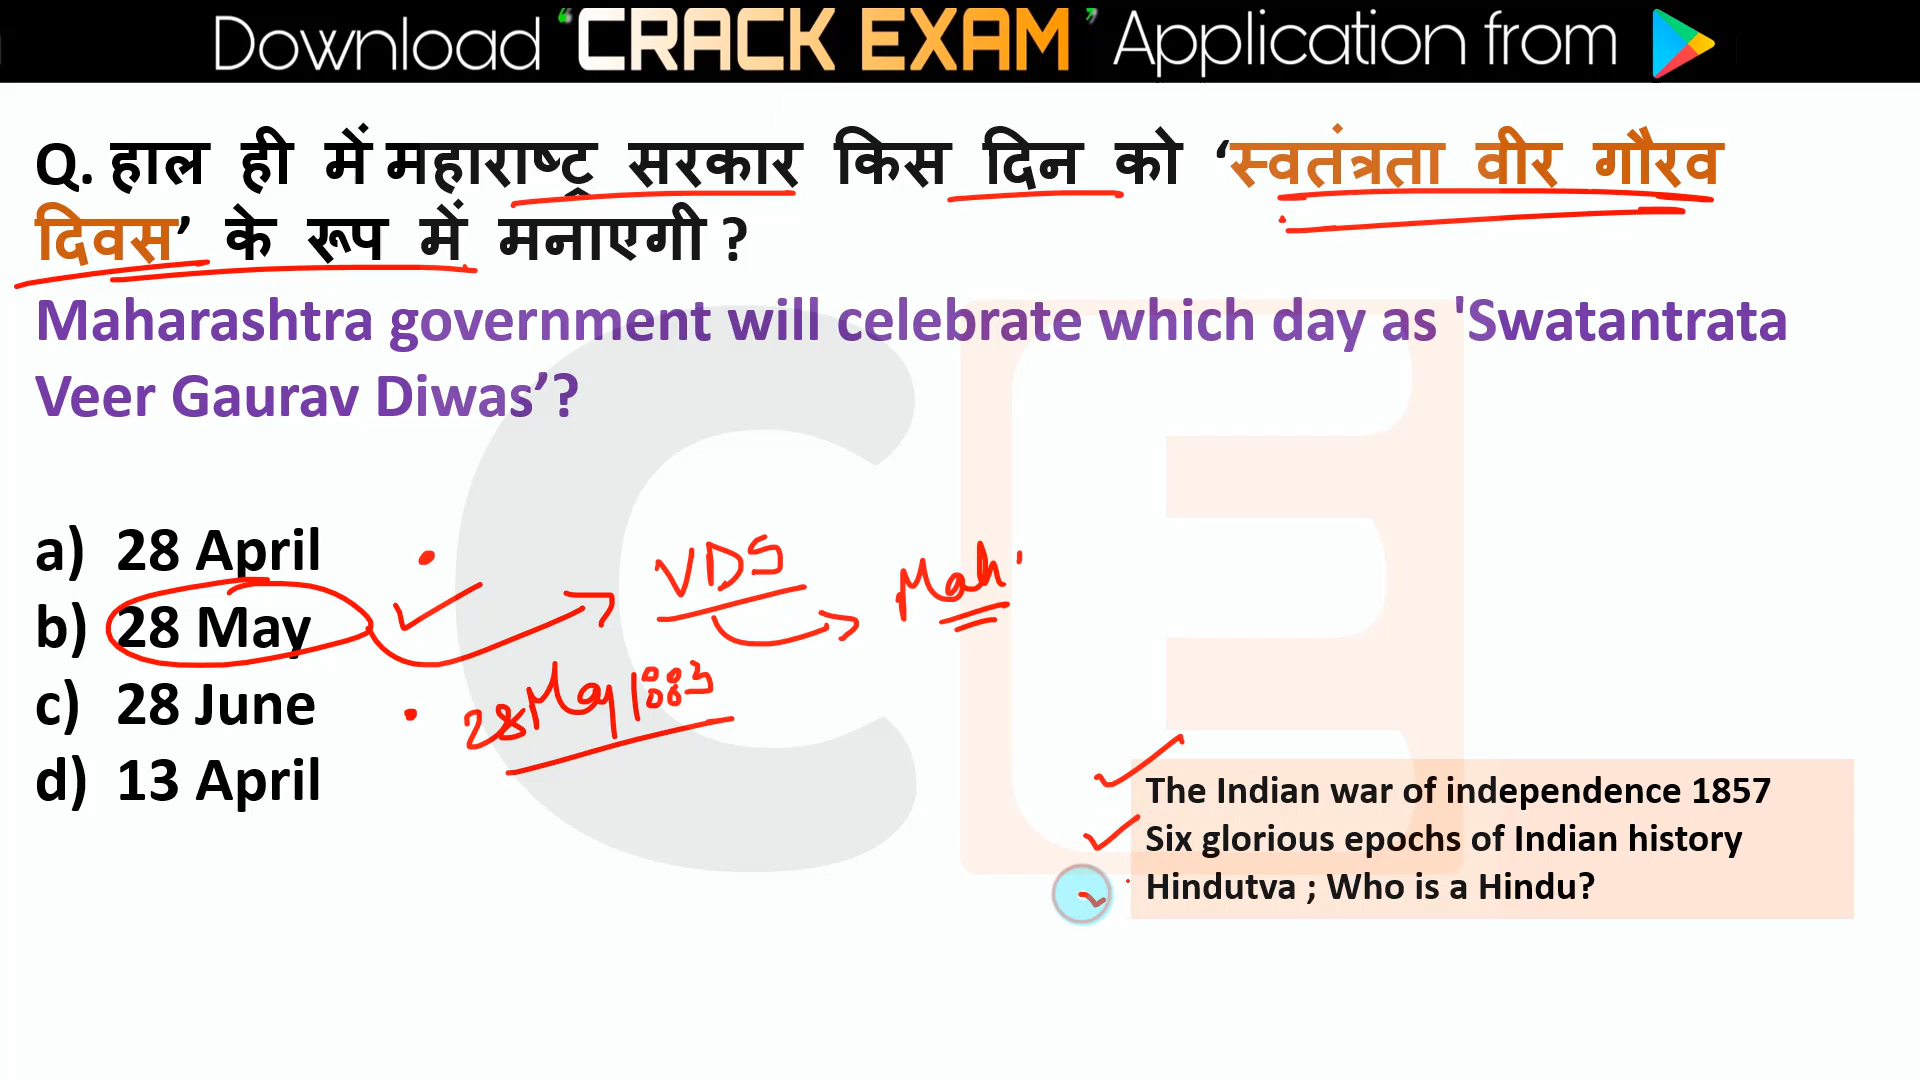 Download 'CRACK EXAM' Application from
Q. हाल ही में महाराष्ट्र सरकार किस दिन को ‘स्वतंत्रता वीर गौरव
दिवस’ के रूप में मनाएगी ?
Maharashtra government will celebrate which day as 'Swatantrata
Veer Gaurav Diwas’?
a) 28 April
b) 28 May
c) 28 June
d) 13 April
VDS
Mah
28 May 1883
The Indian war of independence 1857
Six glorious epochs of Indian history
Hindutva ; Who is a Hindu?
CE